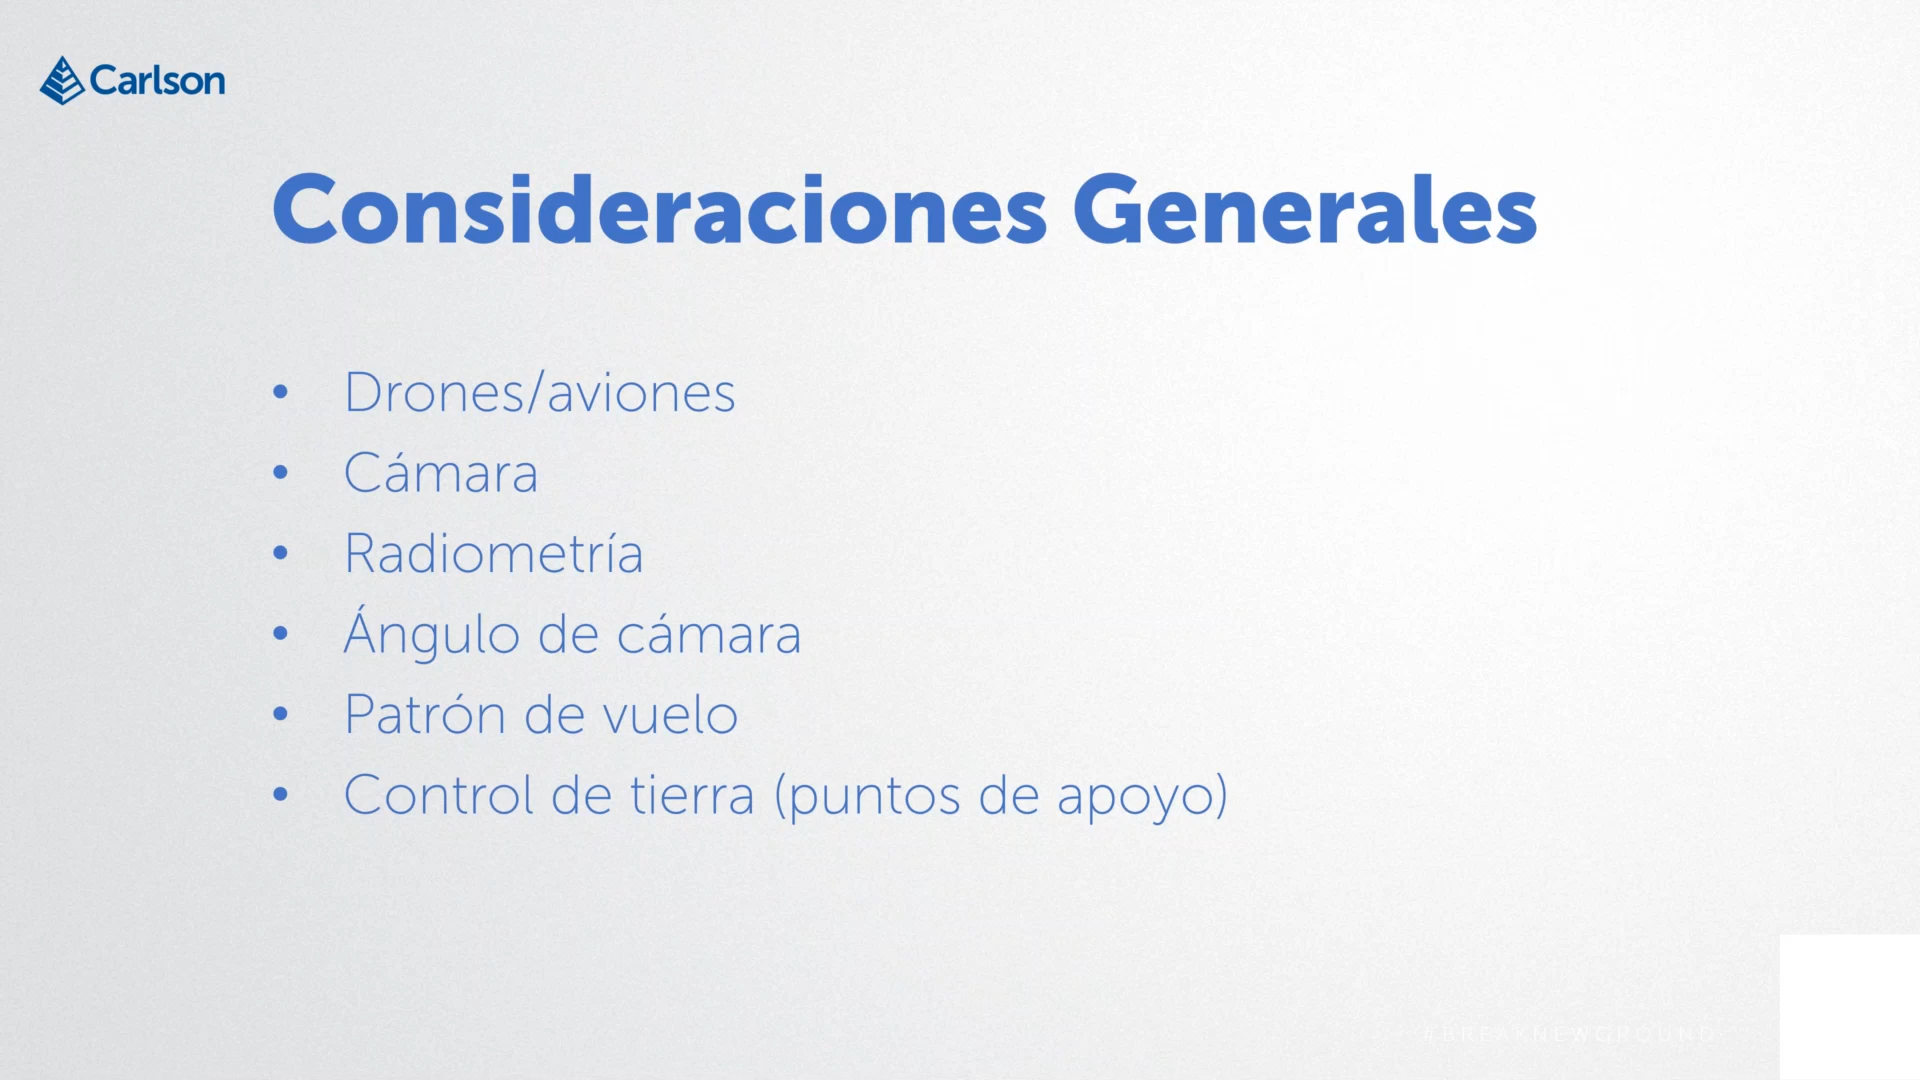 Carlson
Consideraciones Generales
• Drones/aviones
• Cámara
• Radiometría
• Ángulo de cámara
• Patrón de vuelo
• Control de tierra (puntos de apoyo)
#BREAKNEWGROUND